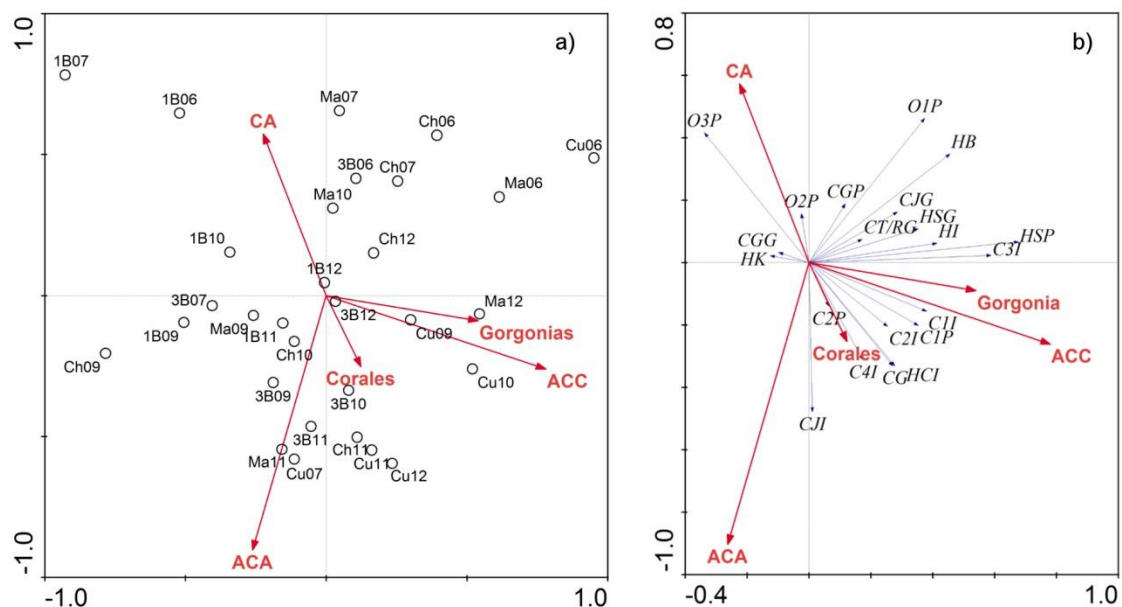 1.0
a)
1B07
1B06
Ma07
CA
Ch06
Cu06
3B06
Ch07
Ma06
Ma10
1B10
Ch12
1B12
3B07
3B12
Ma12
1B09
Ma09
1B11
Cu09
Gorgonias
Ch10
Ch09
Corales
ACC
Cu10
3B09
3B10
3B11
Ma11
Ch11
Cu07
Cu11
Cu12
ACA
-1.0
-1.0
1.0
0.8
b)
CA
O3P
O1P
HB
O2P
CGP
CJG
HSG
CT/RG
HI
HSP
CGG
C3I
HK
Gorgonia
C2P
C1I
C2I
C1P
Corales
ACC
C4I
CG
HCI
CJI
ACA
-1.0
-0.4
1.0